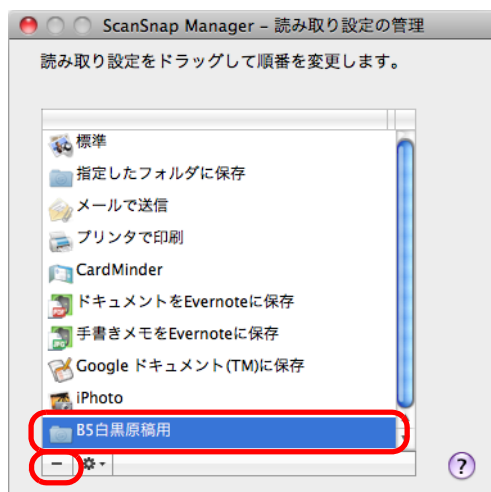 ScanSnap Manager – 読み取り設定の管理
読み取り設定をドラッグして順番を変更します。
標準
指定したフォルダに保存
メールで送信
プリンタで印刷
CardMinder
ドキュメントをEvernoteに保存
手書きメモをEvernoteに保存
Google ドキュメント(TM)に保存
iPhoto
B5白黒原稿用
−
?